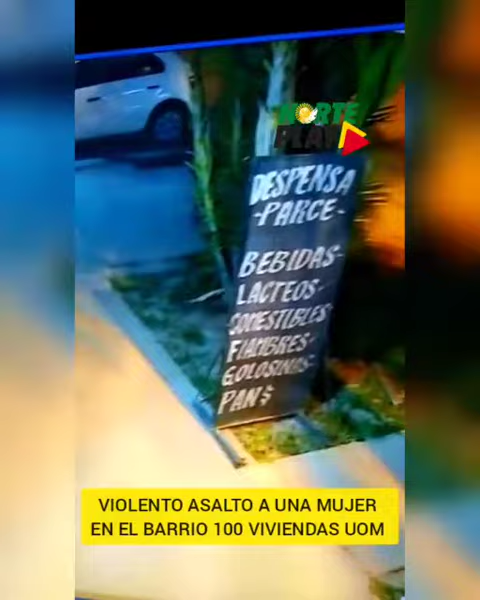 NORTE
PLAY
DESPENSA
-PARCE-
BEBIDAS-
LACTEOS-
COMESTIBLES-
FIAMBRES-
GOLOSINAS-
PAN $
VIOLENTO ASALTO A UNA MUJER
EN EL BARRIO 100 VIVIENDAS UOM